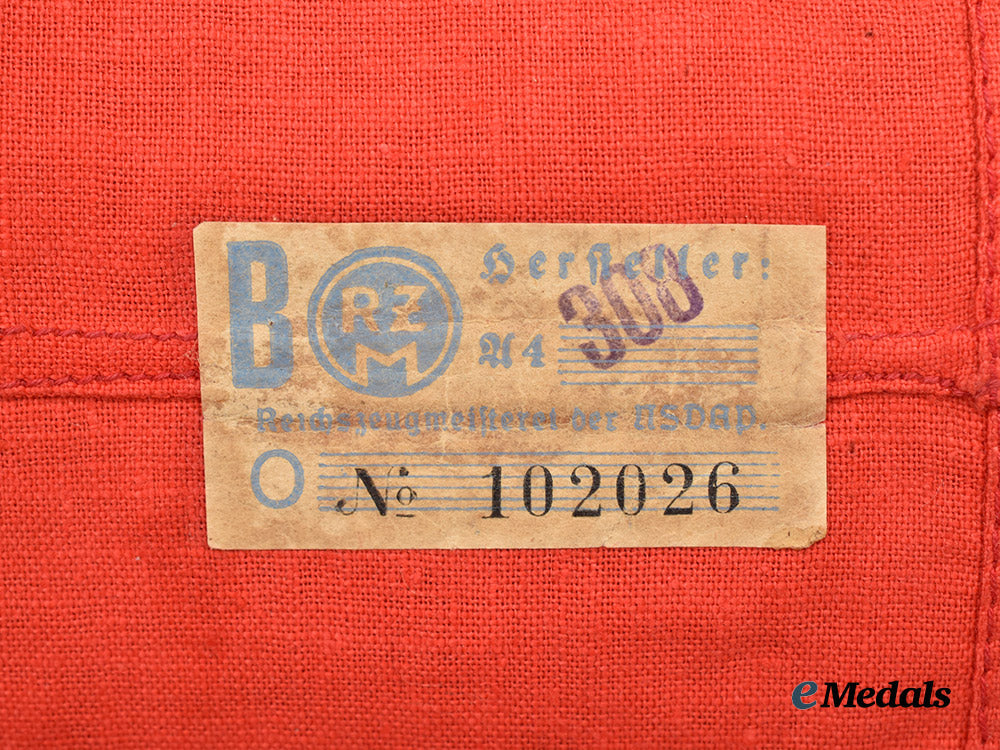 B RZM Hersteller:
308
A4
Reichszeugmeisterei der NSDAP.
O No 102026
eMedals